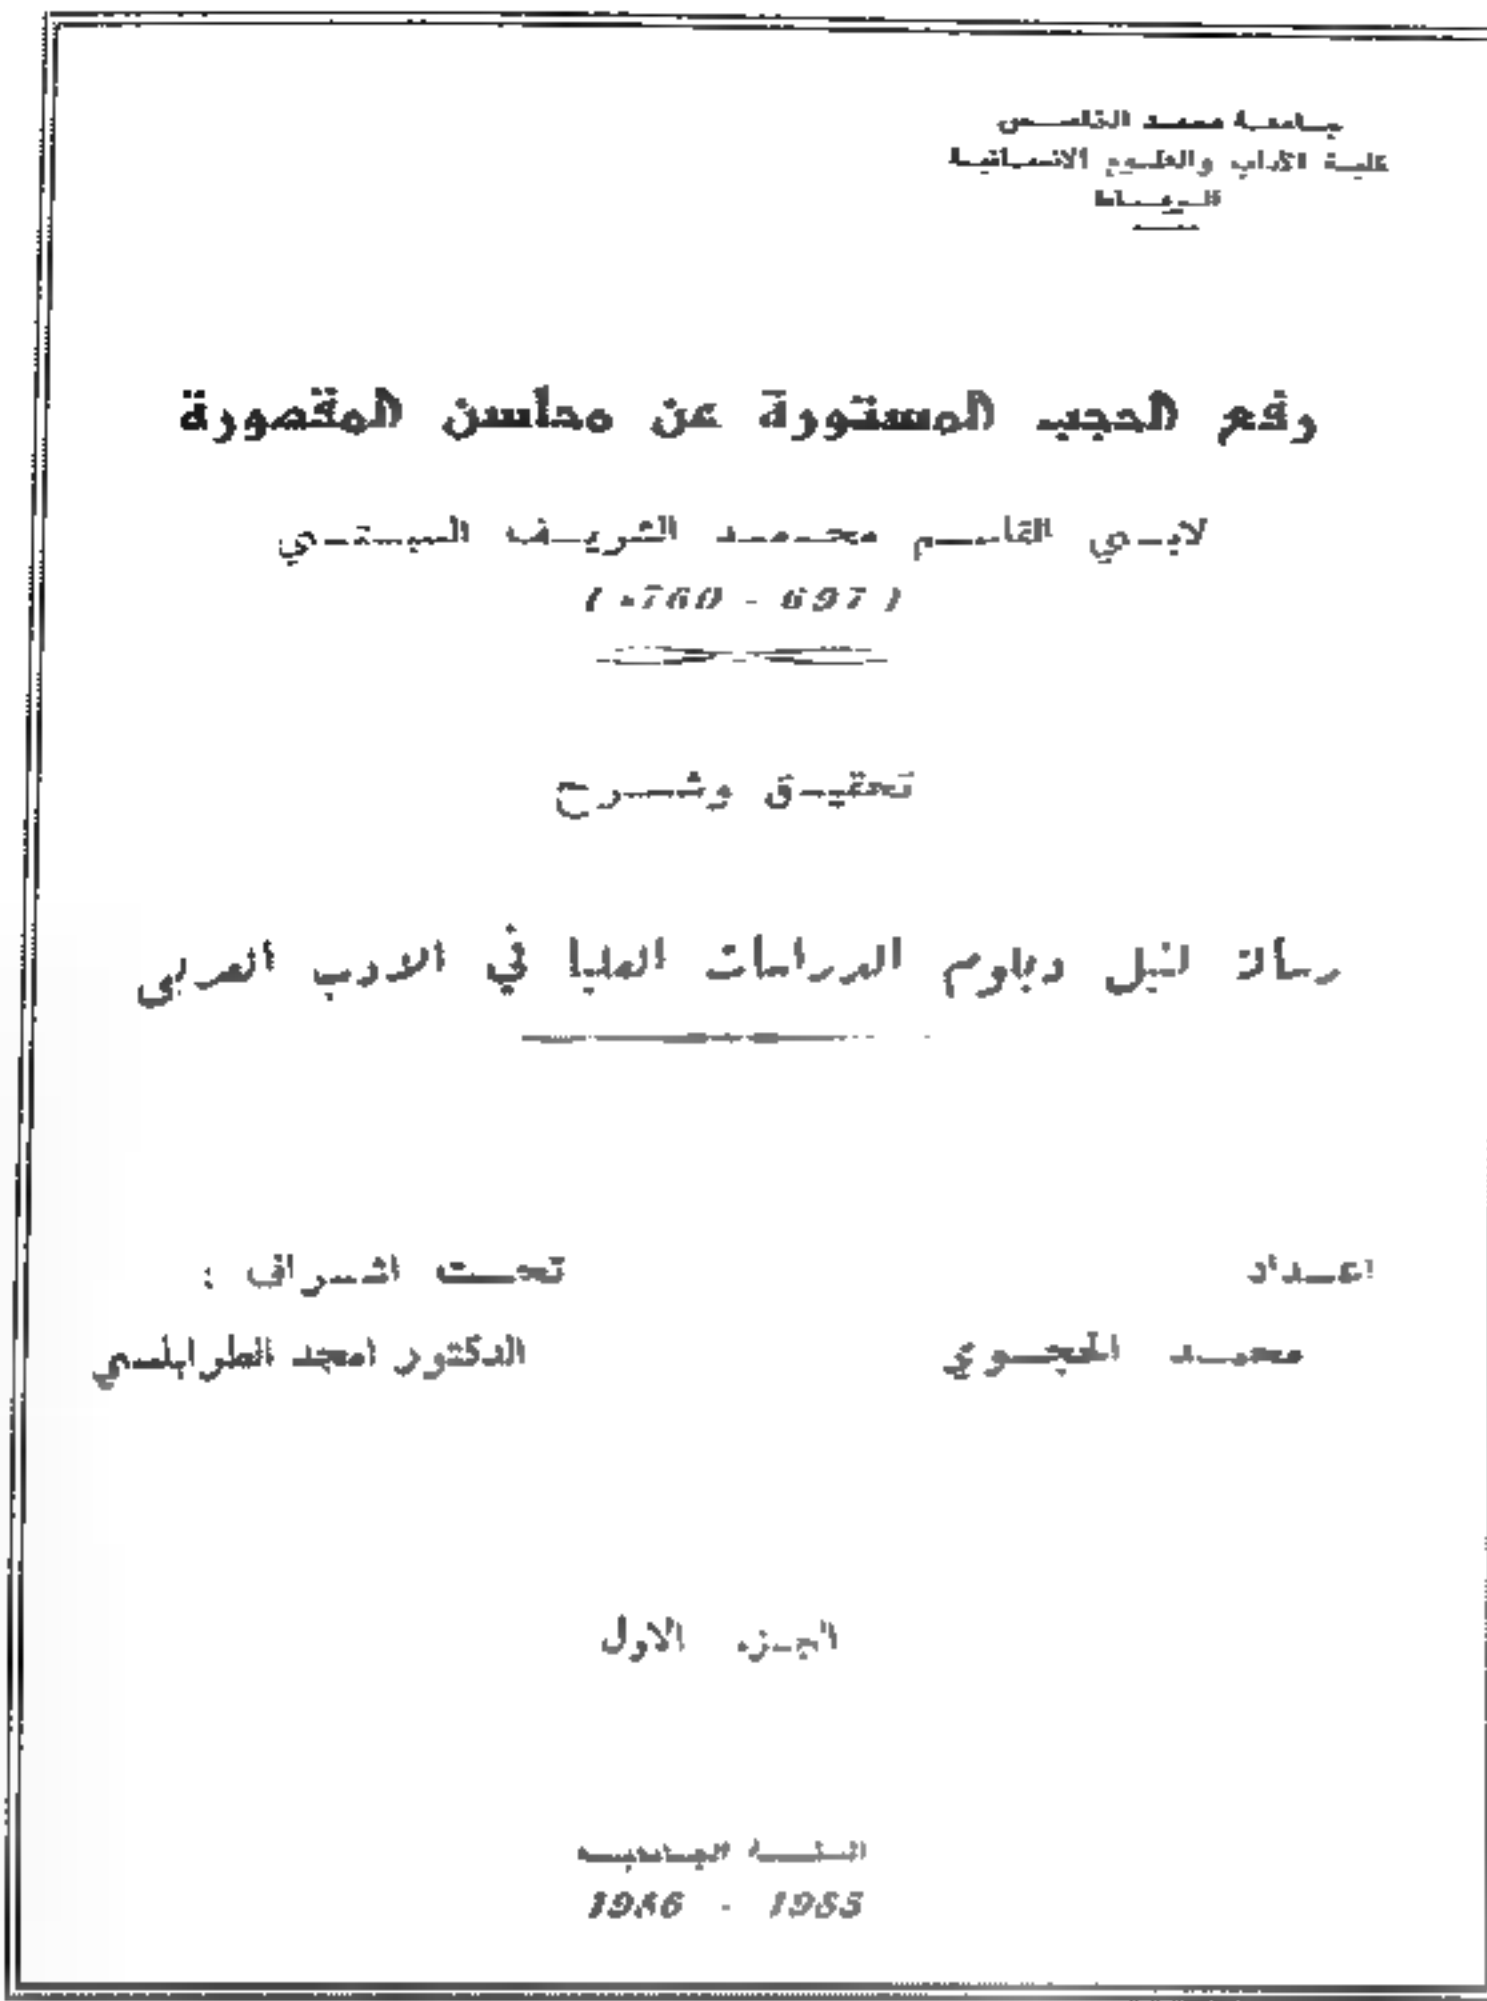 جامعة محمد الخامس
كلية الآداب والعلوم الانسانية
الرباط
رفع الحجب المستورة عن محاسن المقصورة
لابي القاسم محمد الشريف السبتي
( 697 - 760ه )
تحقيق وشرح
رسالة لنيل دبلوم الدراسات العليا في الادب العربي
اعداد
تحت اشراف :
محمد الحجوي
الدكتور امجد الطرابلسي
الجزء الاول
السنة الجامعية
1985 - 1986